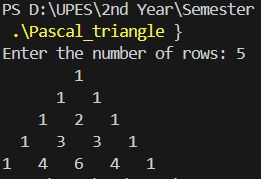 PS D:\UPES\2nd Year\Semester
.\Pascal_triangle }
Enter the number of rows: 5
1
1 1
1 2 1
1 3 3 1
1 4 6 4 1